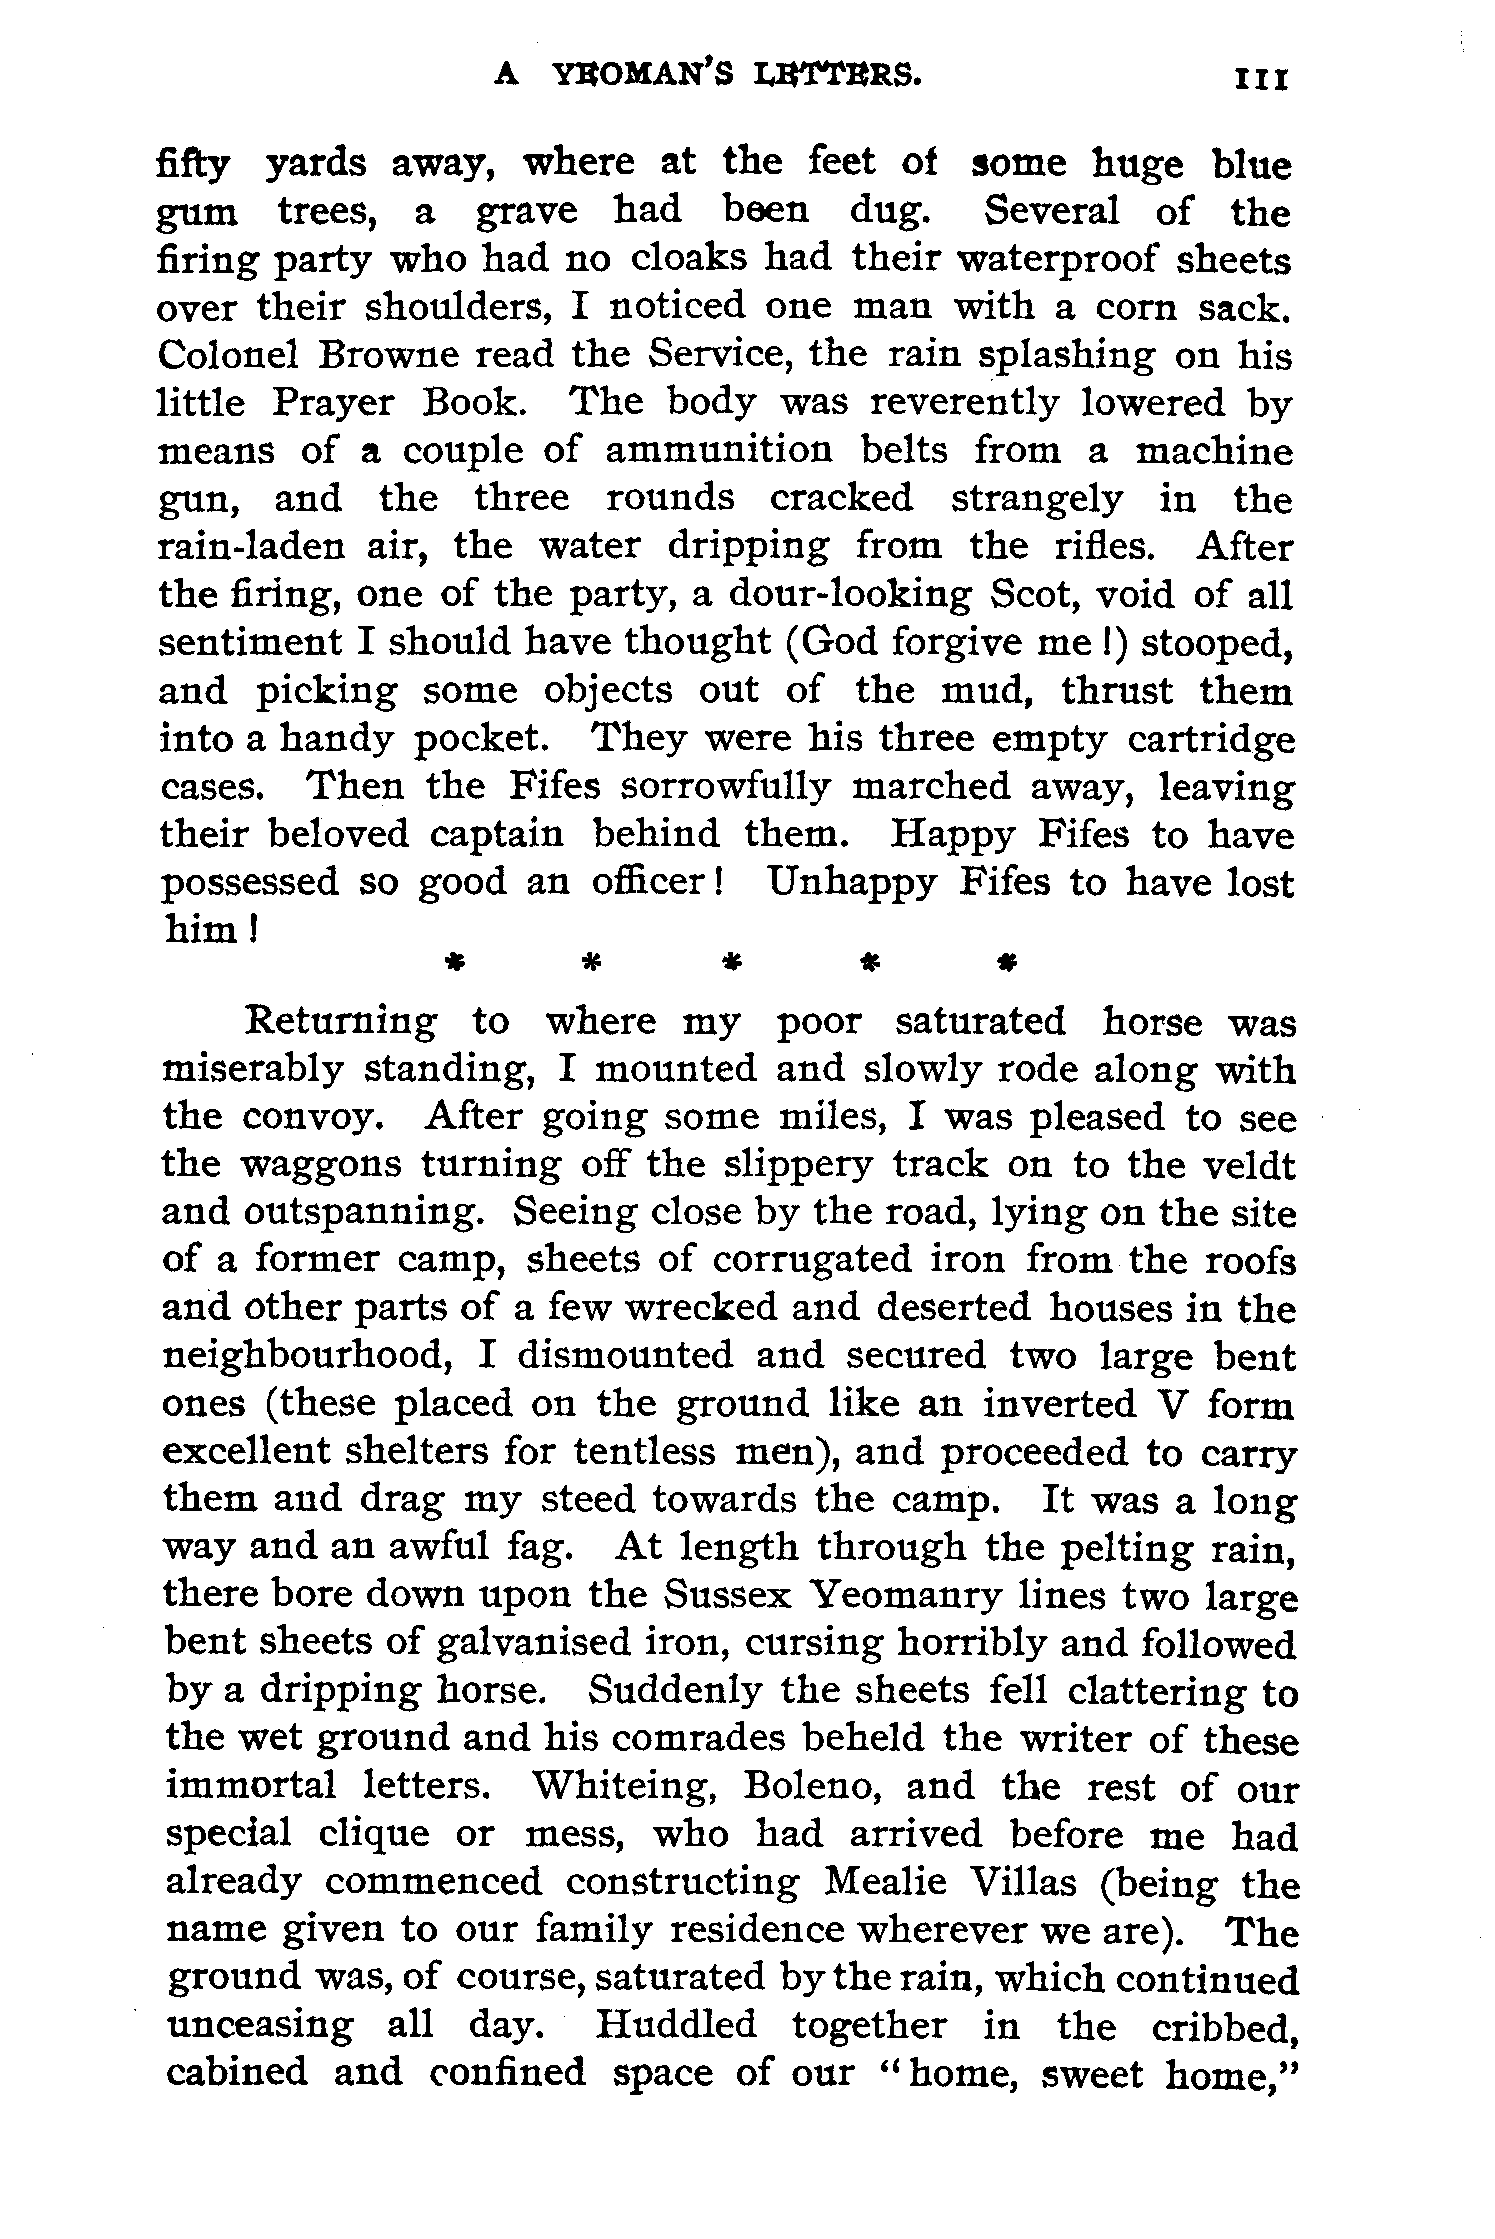 A YEOMAN'S LETTERS. 111
fifty yards away, where at the feet of some huge blue
gum trees, a grave had been dug. Several of the
firing party who had no cloaks had their waterproof sheets
over their shoulders, I noticed one man with a corn sack.
Colonel Browne read the Service, the rain splashing on his
little Prayer Book. The body was reverently lowered by
means of a couple of ammunition belts from a machine
gun, and the three rounds cracked strangely in the
rain-laden air, the water dripping from the rifles. After
the firing, one of the party, a dour-looking Scot, void of all
sentiment I should have thought (God forgive me!) stooped,
and picking some objects out of the mud, thrust them
into a handy pocket. They were his three empty cartridge
cases. Then the Fifes sorrowfully marched away, leaving
their beloved captain behind them. Happy Fifes to have
possessed so good an officer! Unhappy Fifes to have lost
him!
* * * * *
Returning to where my poor saturated horse was
miserably standing, I mounted and slowly rode along with
the convoy. After going some miles, I was pleased to see
the waggons turning off the slippery track on to the veldt
and outspanning. Seeing close by the road, lying on the site
of a former camp, sheets of corrugated iron from the roofs
and other parts of a few wrecked and deserted houses in the
neighbourhood, I dismounted and secured two large bent
ones (these placed on the ground like an inverted V form
excellent shelters for tentless men), and proceeded to carry
them and drag my steed towards the camp. It was a long
way and an awful fag. At length through the pelting rain,
there bore down upon the Sussex Yeomanry lines two large
bent sheets of galvanised iron, cursing horribly and followed
by a dripping horse. Suddenly the sheets fell clattering to
the wet ground and his comrades beheld the writer of these
immortal letters. Whiteing, Boleno, and the rest of our
special clique or mess, who had arrived before me had
already commenced constructing Mealie Villas (being the
name given to our family residence wherever we are). The
ground was, of course, saturated by the rain, which continued
unceasing all day. Huddled together in the cribbed,
cabined and confined space of our "home, sweet home,"